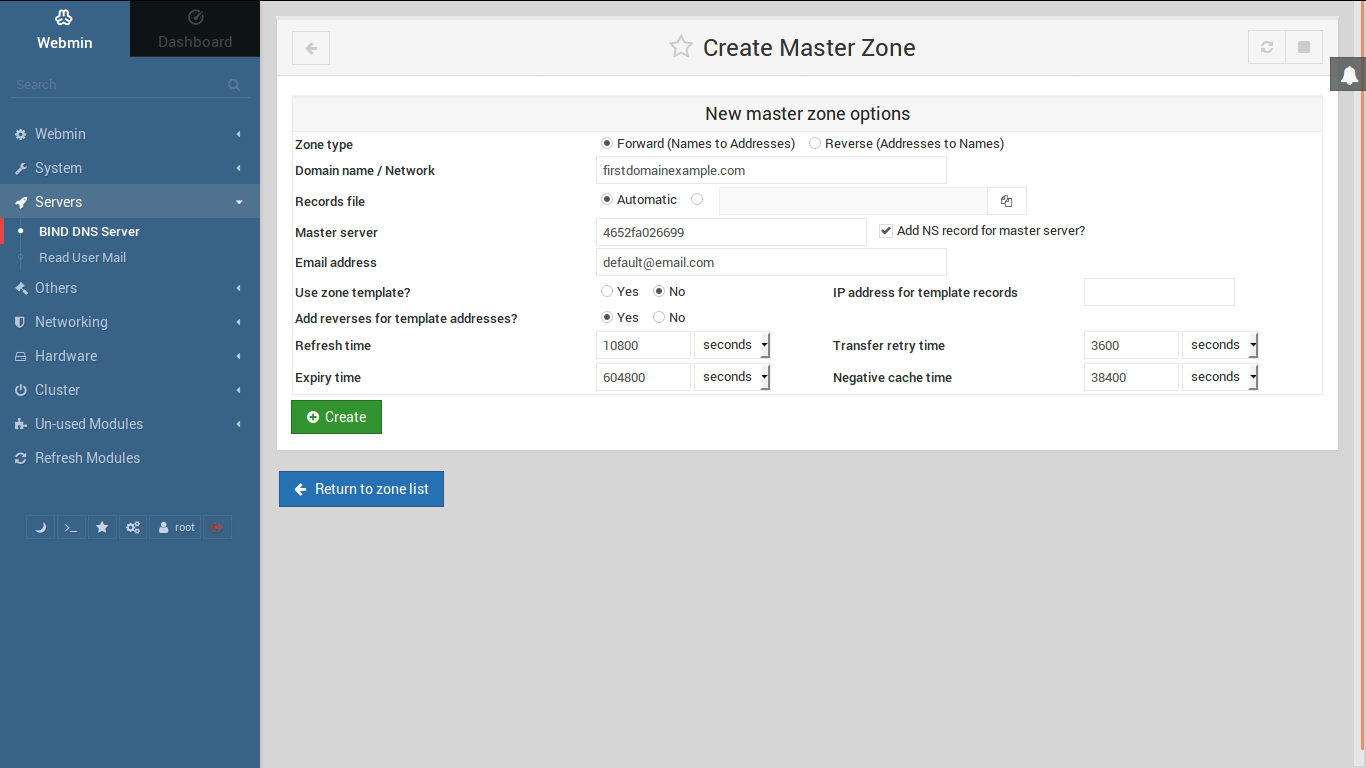 Webmin
Dashboard
Search
Webmin
System
Servers
BIND DNS Server
Read User Mail
Others
Networking
Hardware
Cluster
Un-used Modules
Refresh Modules
root
Create Master Zone
New master zone options
Zone type Forward (Names to Addresses) Reverse (Addresses to Names)
Domain name / Network firstdomainexample.com
Records file Automatic
Master server 4652fa026699 Add NS record for master server?
Email address default@email.com
Use zone template? Yes No IP address for template records
Add reverses for template addresses? Yes No
Refresh time 10800 seconds Transfer retry time 3600 seconds
Expiry time 604800 seconds Negative cache time 38400 seconds
Create
Return to zone list